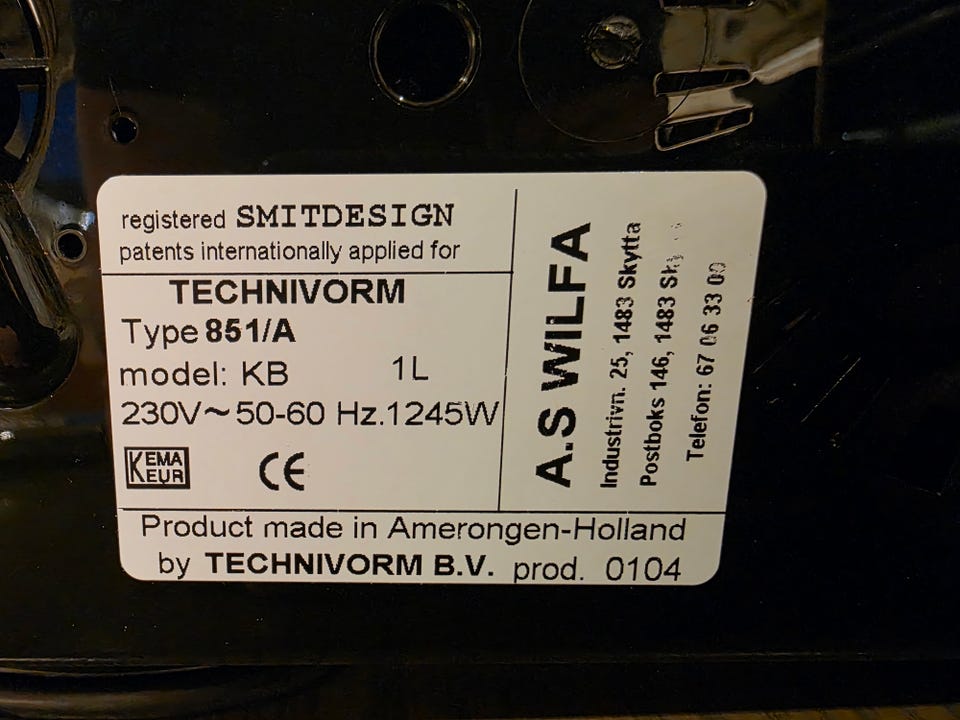 registered SMITDESIGN
patents internationally applied for
TECHNIVORM
Type 851/A
model: KB 1L
230V~50-60 Hz.1245W
KEMA
KEUR
CE
A.S WILFA
Industrivn. 25, 1483 Skytta
Postboks 146, 1483
Telefon: 67 06 33 00
Product made in Amerongen-Holland
by TECHNIVORM B.V. prod. 0104